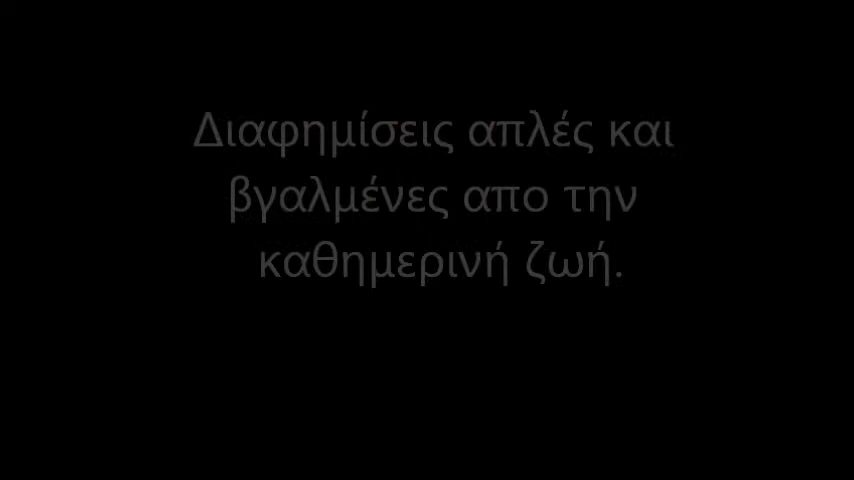 Διαφημίσεις απλές και
βγαλμένες απο την
καθημερινή ζωή.